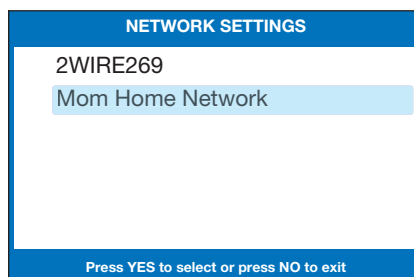 NETWORK SETTINGS
2WIRE269
Mom Home Network
Press YES to select or press NO to exit